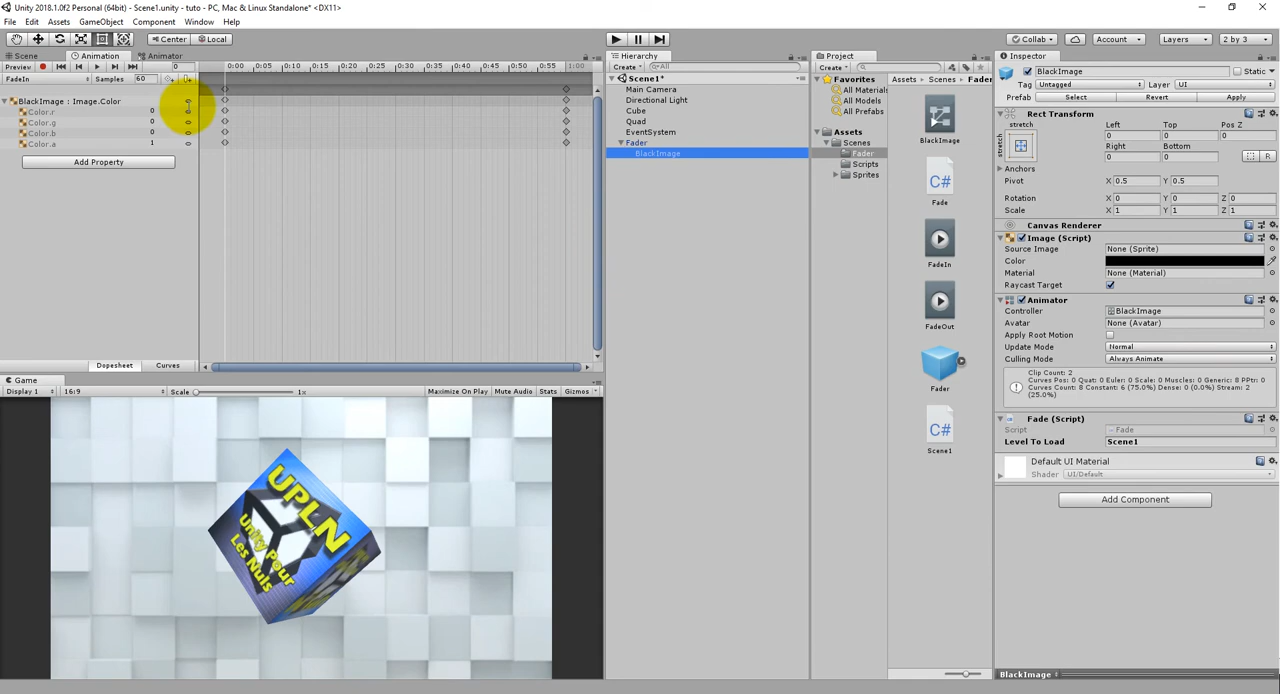 Unity 2018.1.0f2 Personal (64bit) - Scene1.unity - tuto - PC, Mac & Linux Standalone* <DX11>
File Edit Assets GameObject Component Window Help
Center Local Collab Account Layers 2 by 3
Scene Animation Animator
Preview 0
0:00 0:05 0:10 0:15 0:20 0:25 0:30 0:35 0:40 0:45 0:50 0:55 1:00
FadeIn Samples 60
BlackImage : Image.Color
Color.r 0
Color.g 0
Color.b 0
Color.a 1
Add Property
Dopesheet Curves
Game
Display 1 16:9 Scale 1x Maximize On Play Mute Audio Stats Gizmos
UPLN
Unity Pour
Les Nuls
Hierarchy
Create All
Scene1*
Main Camera
Directional Light
Cube
Quad
EventSystem
Fader
BlackImage
Project
Create
Favorites
All Materials
All Models
All Prefabs
Assets
Scenes
Fader
Scripts
Sprites
Assets Scenes Fader
BlackImage
C#
Fade
FadeIn
FadeOut
Fader
C#
Scene1
Inspector
BlackImage Static
Tag Untagged Layer UI
Prefab Select Revert Apply
Rect Transform
stretch Left Top Pos Z
stretch
0 0 0
Right Bottom
0 0 R
Anchors
Pivot X 0.5 Y 0.5
Rotation X 0 Y 0 Z 0
Scale X 1 Y 1 Z 1
Canvas Renderer
Image (Script)
Source Image None (Sprite)
Color
Material None (Material)
Raycast Target
Animator
Controller BlackImage
Avatar None (Avatar)
Apply Root Motion
Update Mode Normal
Culling Mode Always Animate
Clip Count: 2
Curves Pos: 0 Quat: 0 Euler: 0 Scale: 0 Muscles: 0 Generic: 8 PPtr: 0
Curves Count: 8 Constant: 6 (75.0%) Dense: 0 (0.0%) Stream: 2
(25.0%)
Fade (Script)
Script Fade
Level To Load Scene1
Default UI Material
Shader UI/Default
Add Component
BlackImage